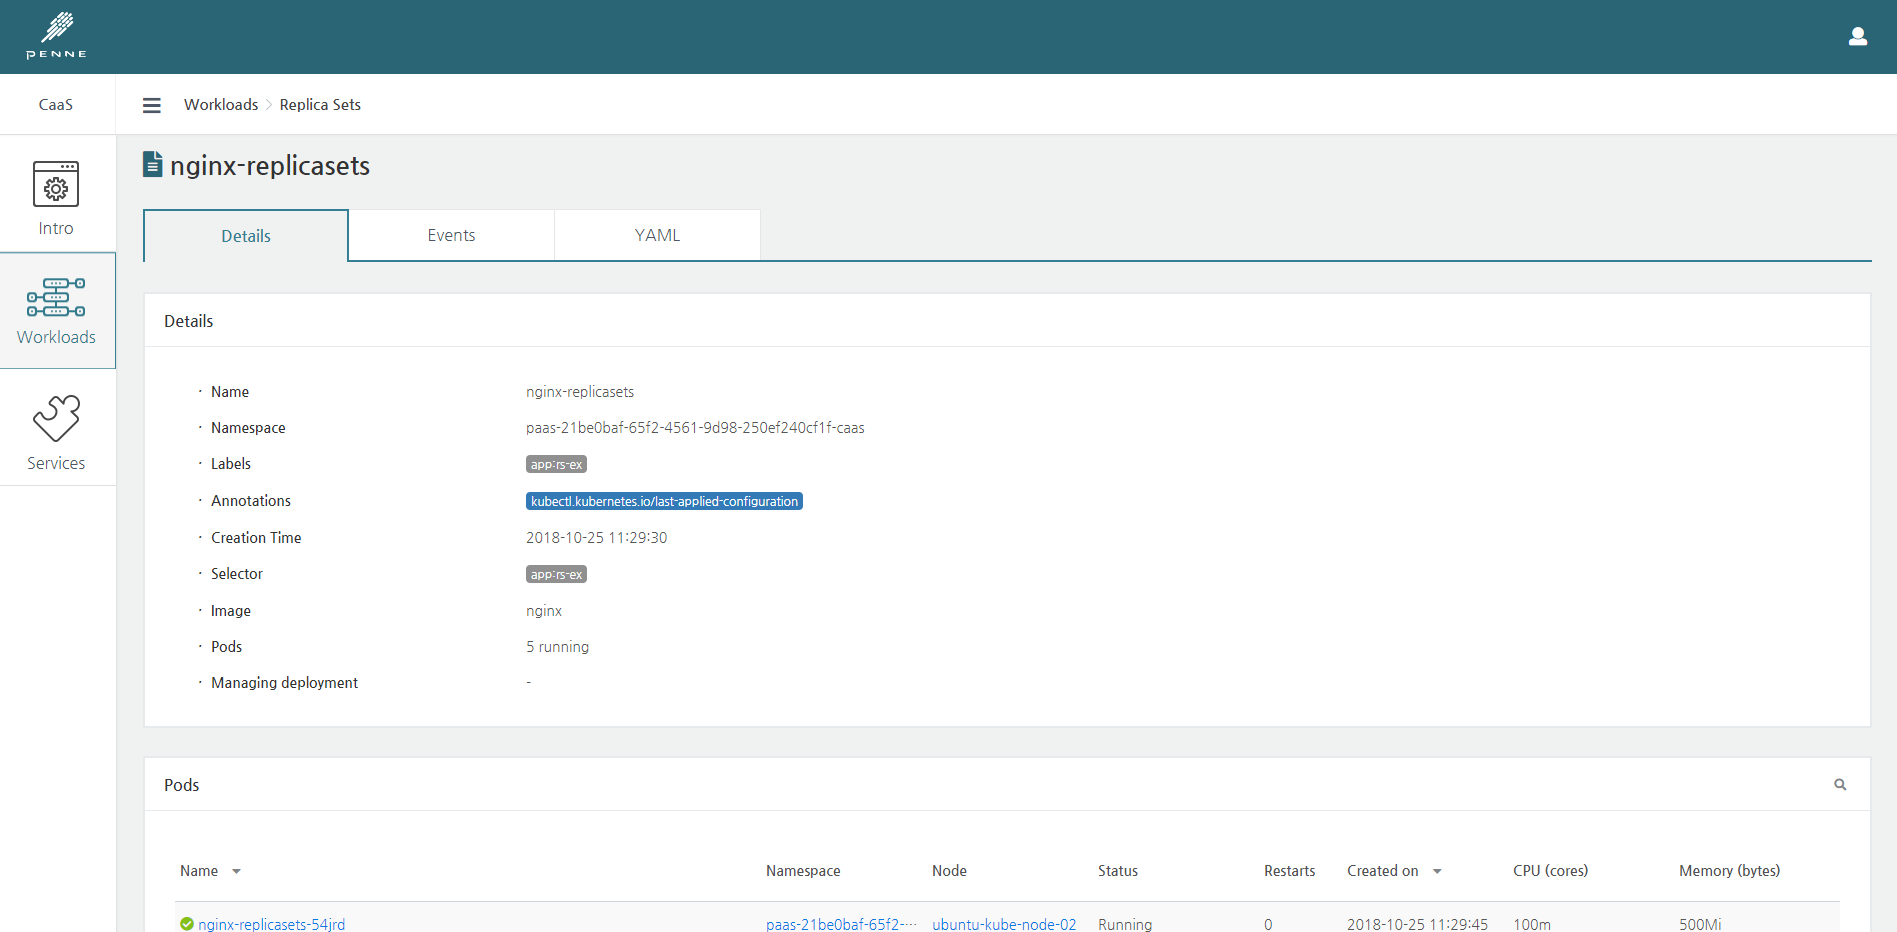 PENNE
CaaS
Workloads Replica Sets
Intro
Workloads
Services
nginx-replicasets
Details Events YAML
Details
· Name nginx-replicasets
· Namespace paas-21be0baf-65f2-4561-9d98-250ef240cf1f-caas
· Labels app:rs-ex
· Annotations kubectl.kubernetes.io/last-applied-configuration
· Creation Time 2018-10-25 11:29:30
· Selector app:rs-ex
· Image nginx
· Pods 5 running
· Managing deployment -
Pods
Name Namespace Node Status Restarts Created on CPU (cores) Memory (bytes)
nginx-replicasets-54jrd paas-21be0baf-65f2-··· ubuntu-kube-node-02 Running 0 2018-10-25 11:29:45 100m 500Mi